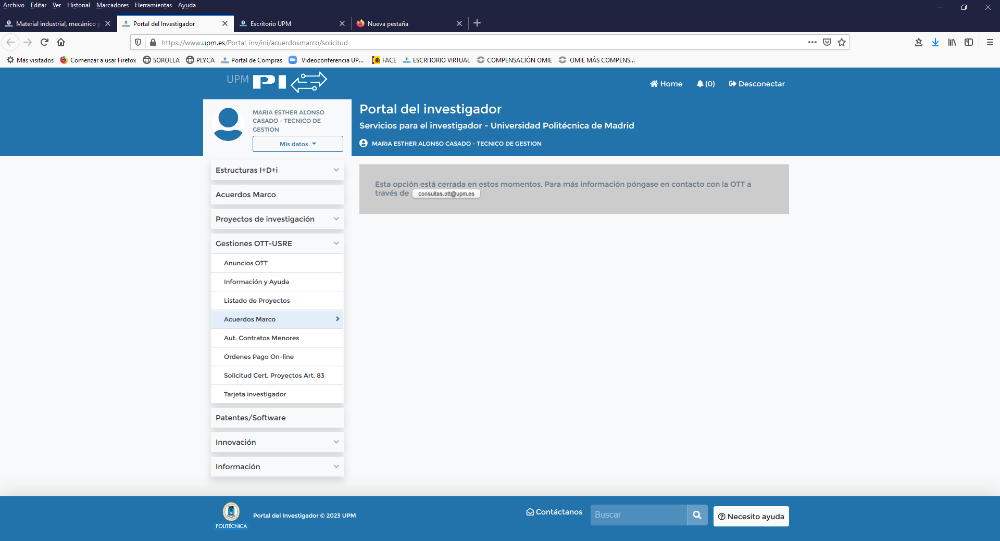 Archivo Editar Ver Historial Marcadores Herramientas Ayuda
Material industrial, mecánico y
Portal del Investigador
Escritorio UPM
Nueva pestaña
https://www.upm.es/Portal_inv/ini/acuerdosmarco/solicitud
Más visitados Comenzar a usar Firefox SOROLLA PLYCA Portal de Compras Videoconferencia UP... FACE ESCRITORIO VIRTUAL COMPENSACIÓN OMIE OMIE MÁS COMPENS...
UPM PI
Home (0) Desconectar
MARIA ESTHER ALONSO
CASADO - TECNICO DE
GESTION
Mis datos
Portal del investigador
Servicios para el investigador - Universidad Politécnica de Madrid
MARIA ESTHER ALONSO CASADO - TECNICO DE GESTION
Estructuras I+D+i
Acuerdos Marco
Proyectos de investigación
Gestiones OTT-USRE
Anuncios OTT
Información y Ayuda
Listado de Proyectos
Acuerdos Marco
Aut. Contratos Menores
Ordenes Pago On-line
Solicitud Cert. Proyectos Art. 83
Tarjeta investigador
Patentes/Software
Innovación
Información
Esta opción está cerrada en estos momentos. Para más información póngase en contacto con la OTT a
través de consultas.ott@upm.es
POLITÉCNICA
Portal del Investigador © 2023 UPM
Contáctanos
Buscar
Necesito ayuda